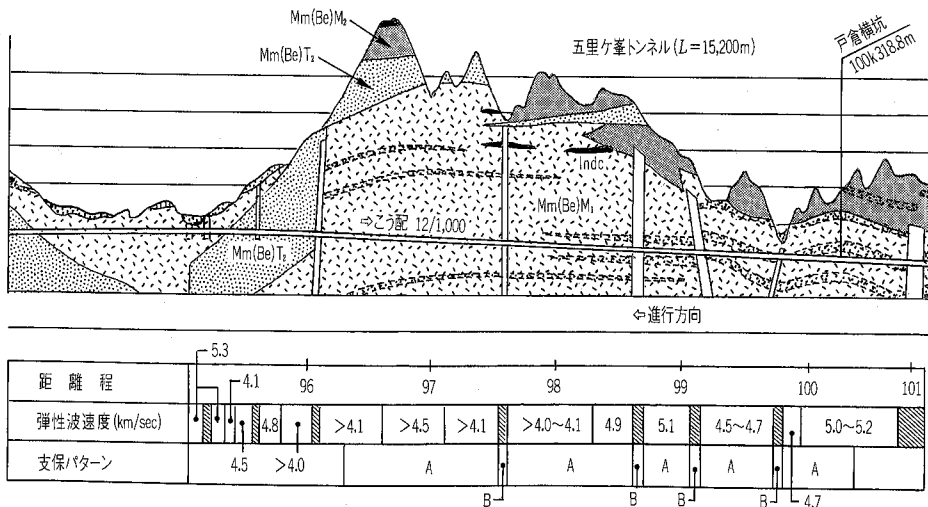 Mm(Be)M₂
Mm(Be)T₂
五里ケ峯トンネル(L=15,200m)
戸倉横坑
100k318.8m
Indc.
Mm(Be)M₁
⇨こう配 12/1,000
Mm(Be)T₂
⇦進行方向
5.3
距離程
4.1
96 97 98 99 100 101
弾性波速度(km/sec)
4.8 >4.1 >4.5 >4.1 >4.0〜4.1 4.9 5.1 4.5〜4.7 5.0〜5.2
支保パターン
4.5 >4.0 A A A A A
B B B B 4.7